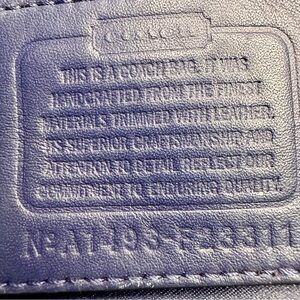 COACH
THIS IS A COACH BAG. IT WAS
HANDCRAFTED FROM THE FINEST
MATERIALS TRIMMED WITH LEATHER.
ITS SUPERIOR CRAFTSMANSHIP AND
ATTENTION TO DETAIL REFLECT OUR
COMMITMENT TO ENDURING QUALITY.
Nº A1493-F23311